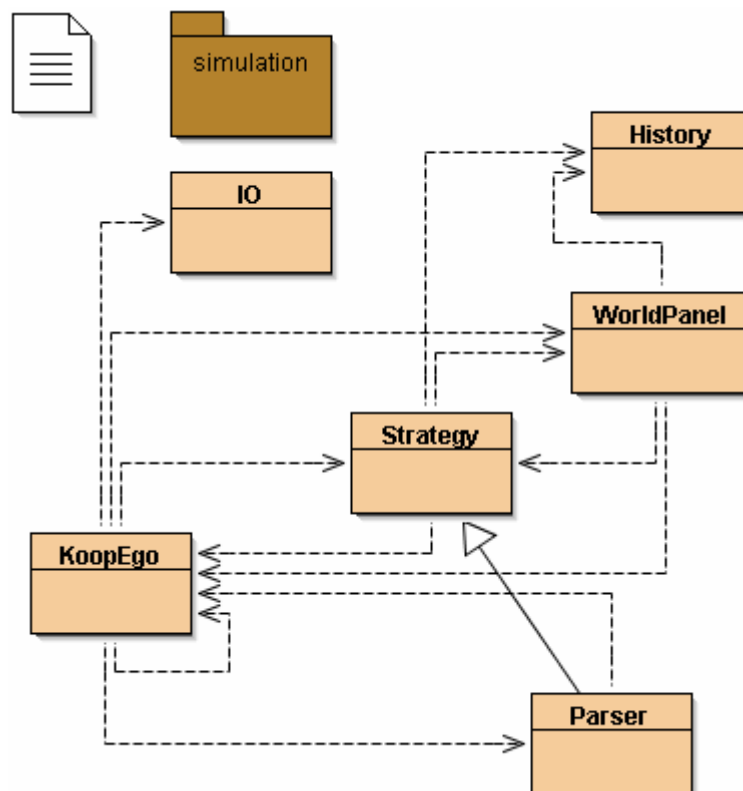 simulation
History
IO
WorldPanel
Strategy
KoopEgo
Parser